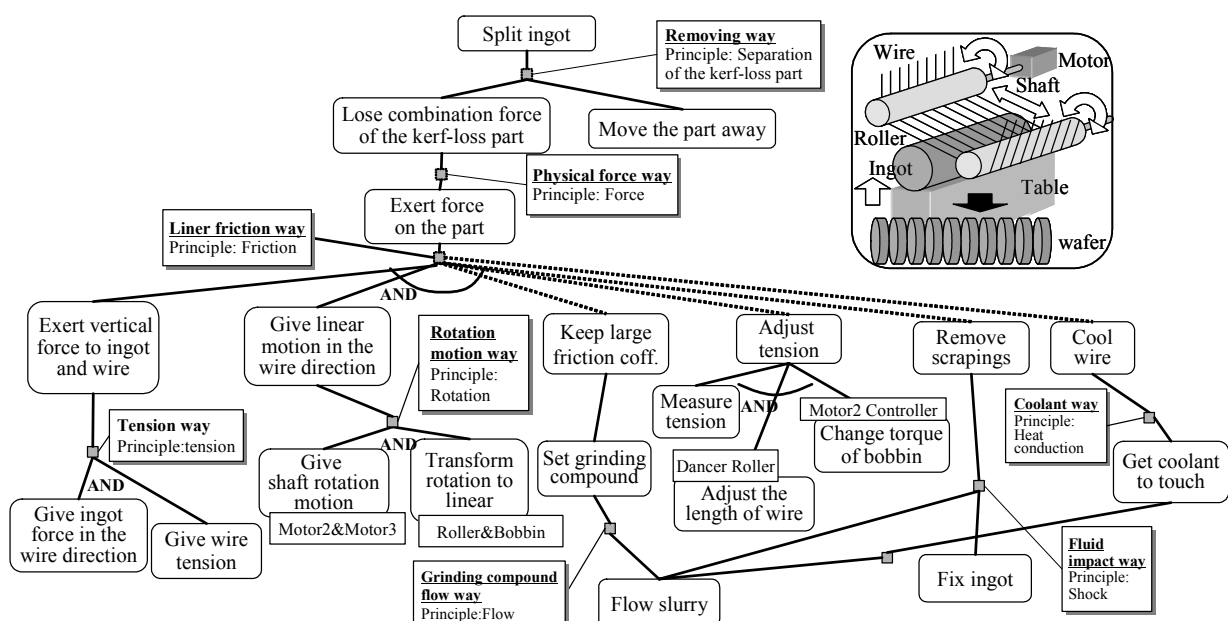 Split ingot
Removing way
Principle: Separation
of the kerf-loss part
Lose combination force
of the kerf-loss part
Move the part away
Physical force way
Principle: Force
Exert force
on the part
Liner friction way
Principle: Friction
AND
Wire
Motor
Shaft
Roller
Ingot
Table
wafer
Exert vertical
force to ingot
and wire
Give linear
motion in the
wire direction
Rotation
motion way
Principle:
Rotation
Keep large
friction coff.
Adjust
tension
Remove
scrapings
Cool
wire
Tension way
Principle:tension
AND
Give ingot
force in the
wire direction
Give wire
tension
AND
Give
shaft rotation
motion
Motor2&Motor3
Transform
rotation to
linear
Roller&Bobbin
Set grinding
compound
Measure
tension
AND
Dancer Roller
Adjust the
length of wire
Motor2 Controller
Change torque
of bobbin
Coolant way
Principle:
Heat
conduction
Get coolant
to touch
Grinding compound
flow way
Principle:Flow
Flow slurry
Fix ingot
Fluid
impact way
Principle:
Shock